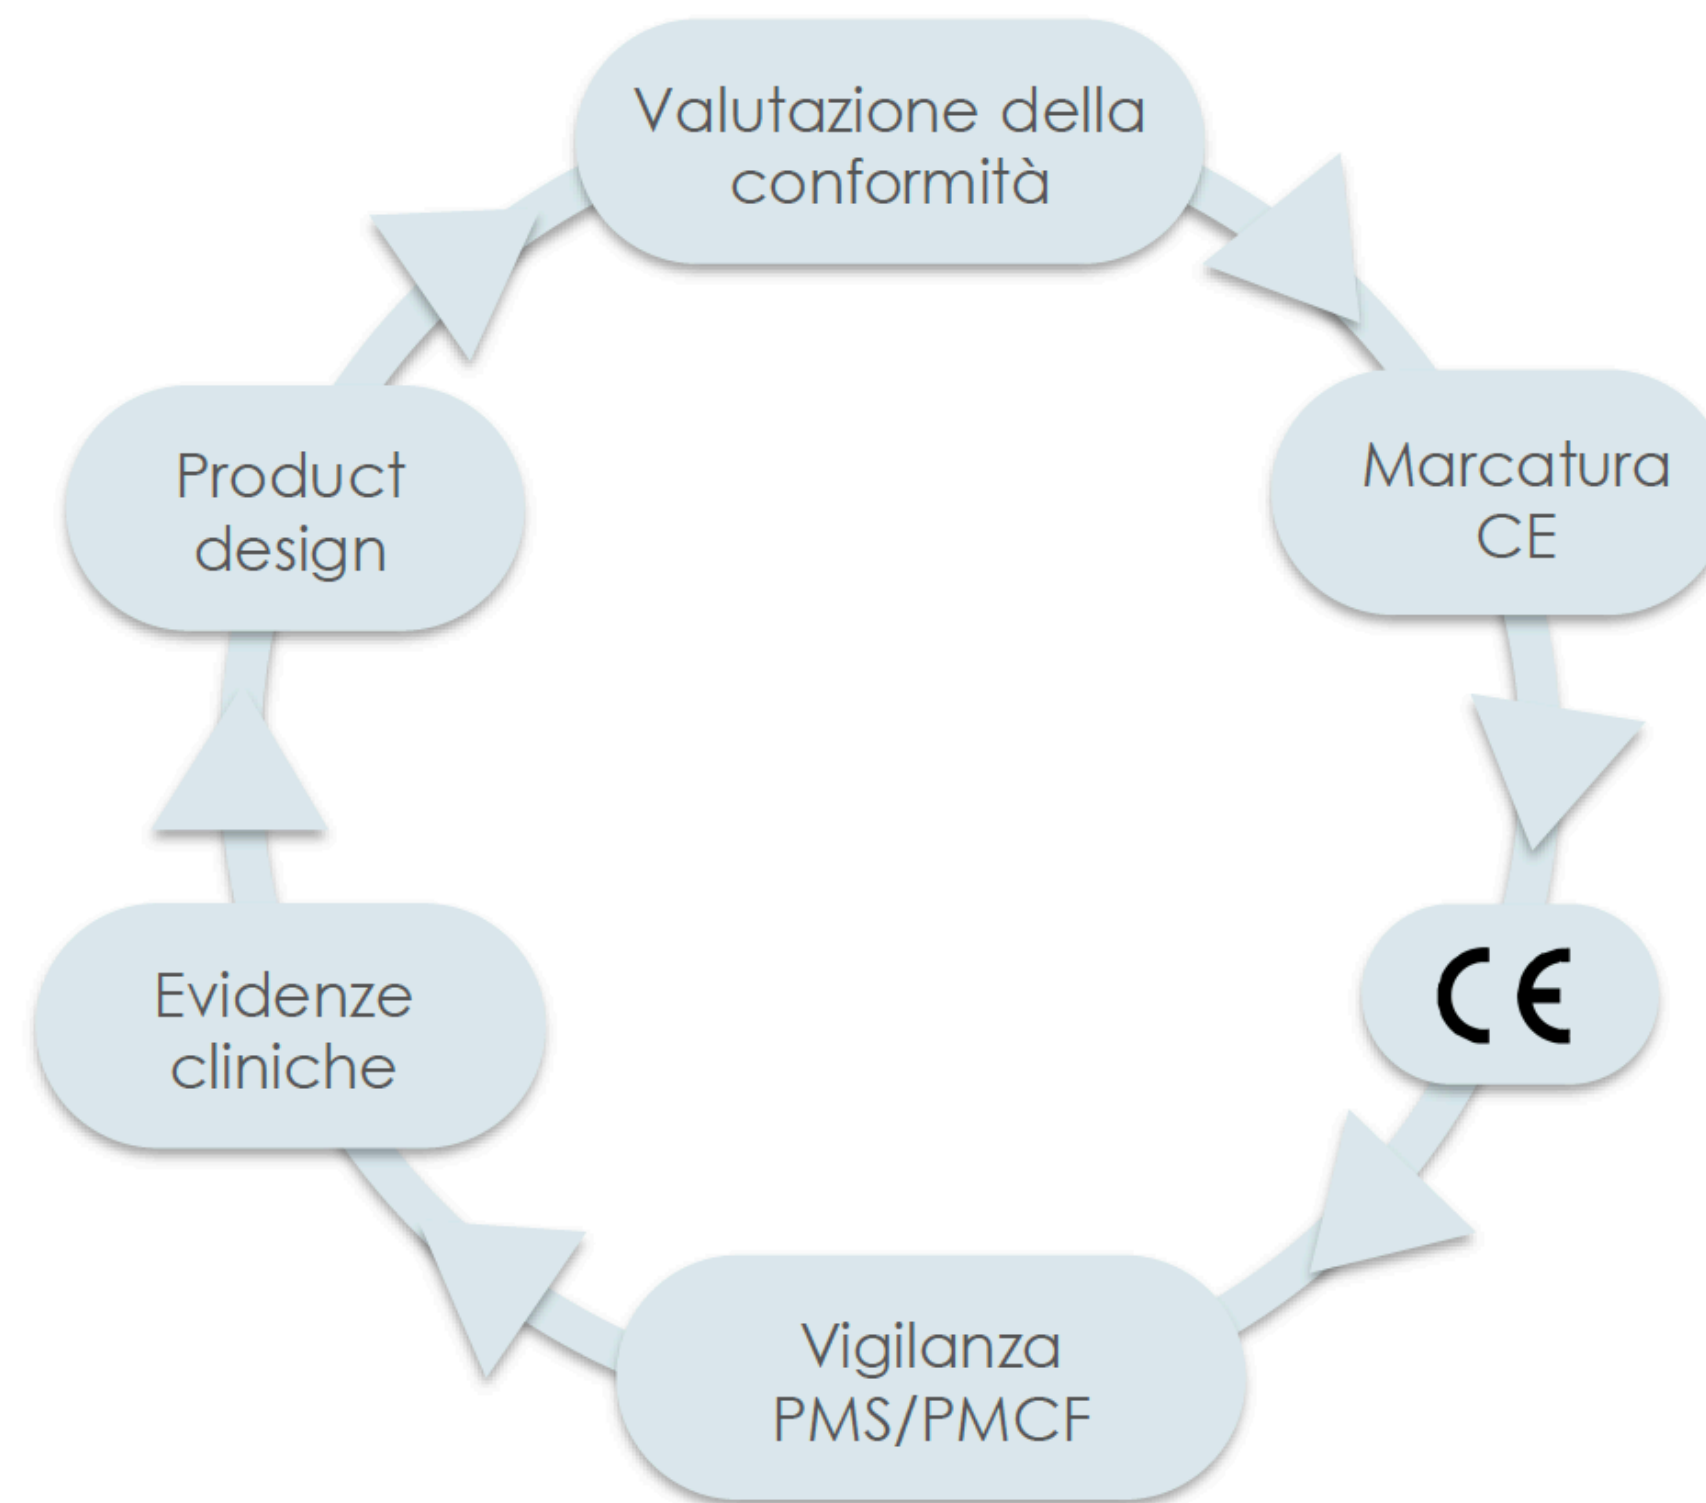 Valutazione della
conformità
Marcatura
CE
CE
Vigilanza
PMS/PMCF
Evidenze
cliniche
Product
design